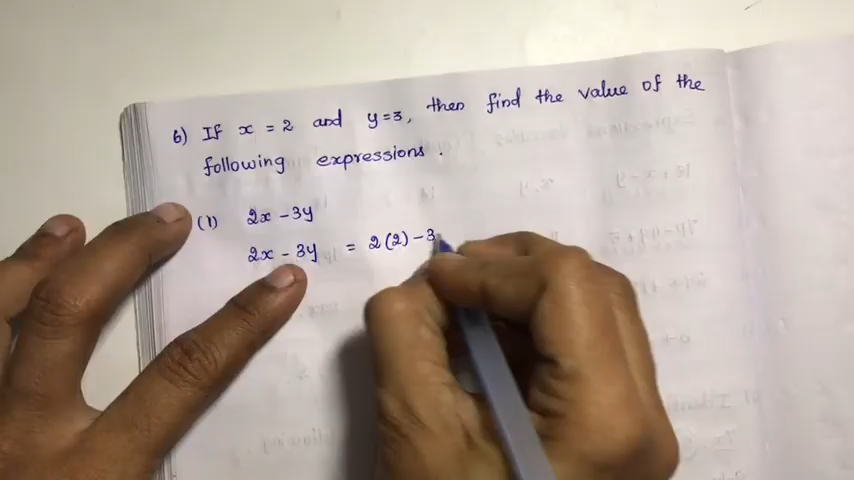 6) If x = 2 and y=3, then find the value of the
following expressions.
(1) 2x - 3y
2x - 3y = 2(2) - 3